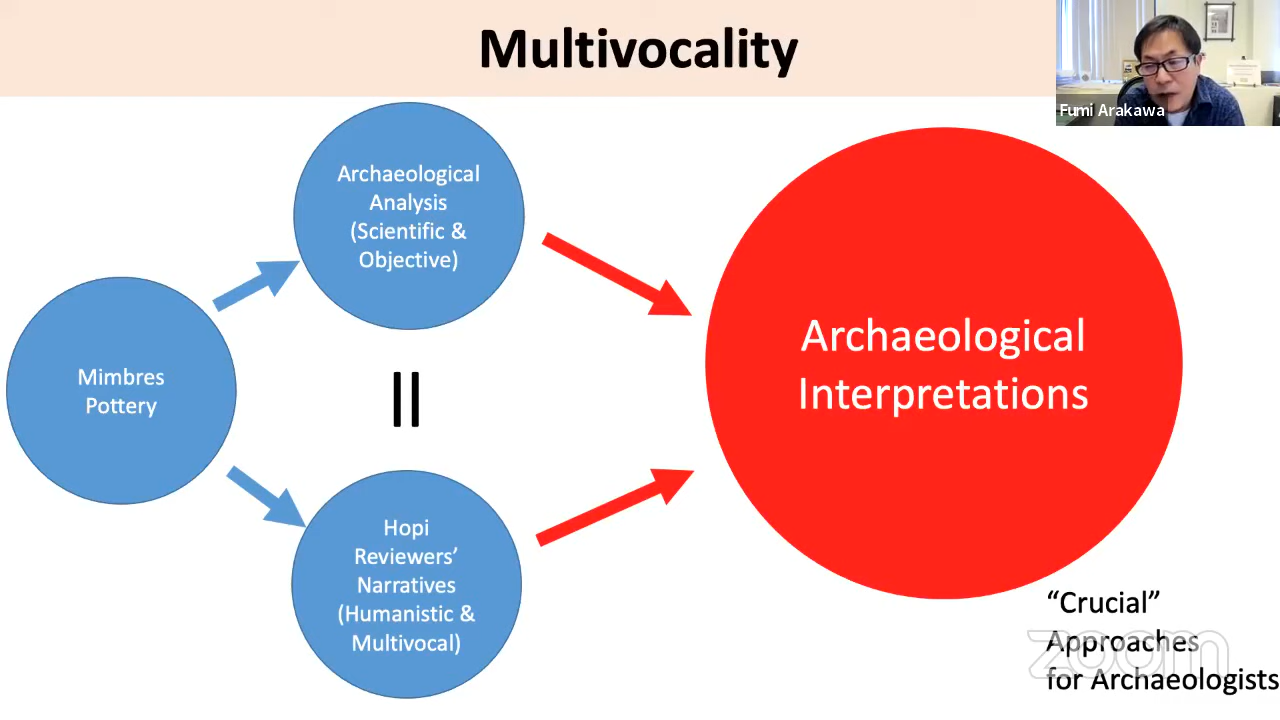 Multivocality
Fumi Arakawa
Archaeological
Analysis
(Scientific &
Objective)
Mimbres
Pottery
||
Hopi
Reviewers’
Narratives
(Humanistic &
Multivocal)
Archaeological
Interpretations
“Crucial”
Approaches
for Archaeologists
zoom